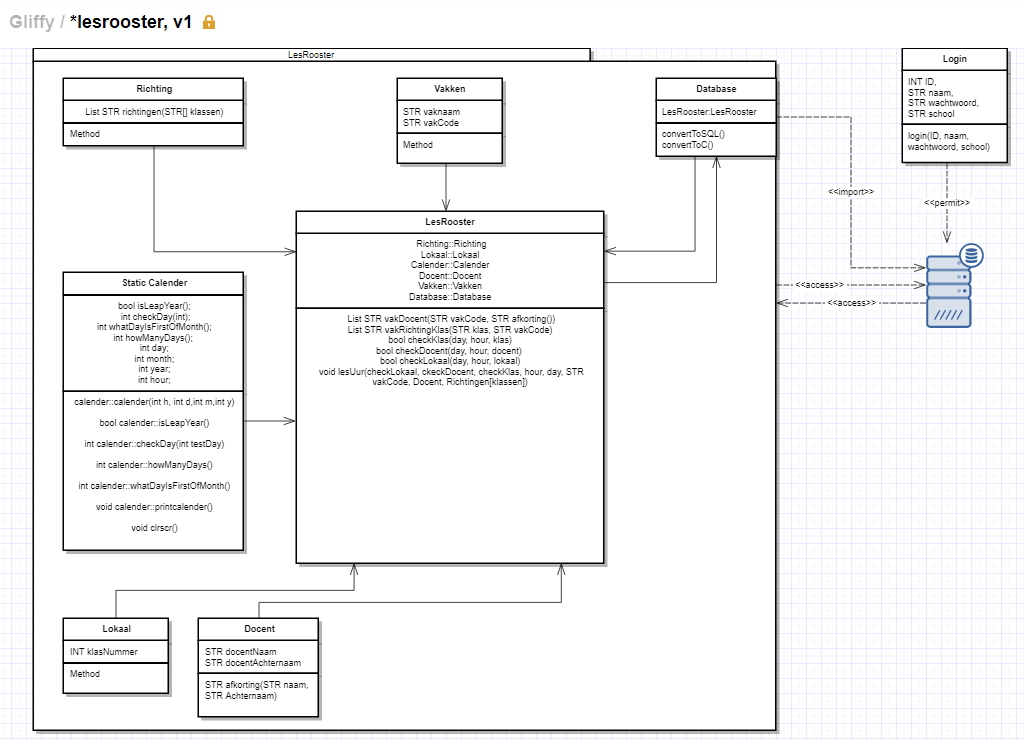 Gliffy / *lesrooster, v1
LesRooster
Richting
List STR richtingen(STR[] klassen)
Method
Vakken
STR vaknaam
STR vakCode
Method
Database
LesRooster:LesRooster
convertToSQL()
convertToC()
Login
INT ID,
STR naam,
STR wachtwoord,
STR school
login(ID, naam,
wachtwoord, school)
<<import>>
<<permit>>
<<access>>
<<access>>
LesRooster
Richting::Richting
Lokaal::Lokaal
Calender::Calender
Docent::Docent
Vakken::Vakken
Database::Database
List STR vakDocent(STR vakCode, STR afkorting())
List STR vakRichtingKlas(STR klas, STR vakCode)
bool checkKlas(day, hour, klas)
bool checkDocent(day, hour, docent)
bool checkLokaal(day, hour, lokaal)
void lesUur(checkLokaal, ckeckDocent, checkKlas, hour, day, STR
vakCode, Docent, Richtingen[klassen])
Static Calender
bool isLeapYear();
int checkDay(int);
int whatDayIsFirstOfMonth();
int howManyDays();
int day;
int month;
int year;
int hour;
calender::calender(int h, int d,int m,int y)
bool calender::isLeapYear()
int calender::checkDay(int testDay)
int calender::howManyDays()
int calender::whatDayIsFirstOfMonth()
void calender::printcalender()
void clrscr()
Lokaal
INT klasNummer
Method
Docent
STR docentNaam
STR docentAchternaam
STR afkorting(STR naam,
STR Achternaam)